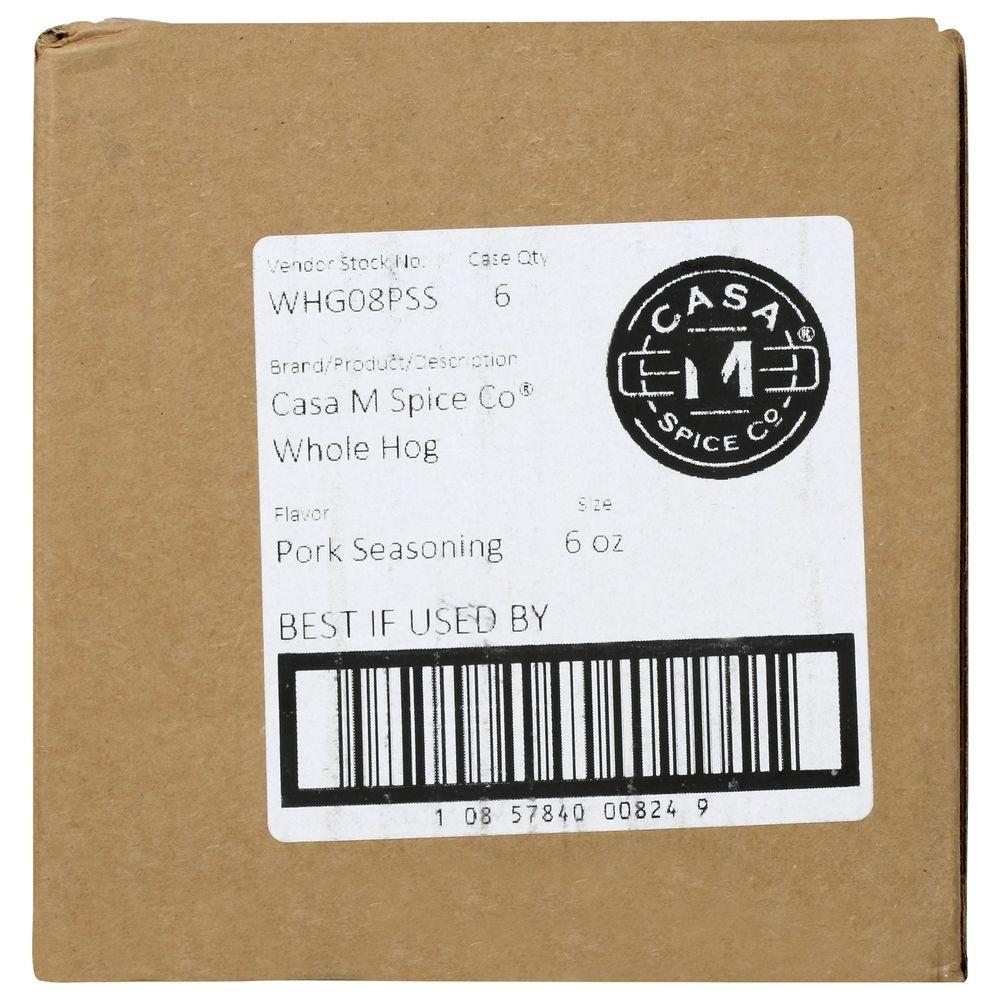 Vendor Stock No. Case Qty
WHG08PSS 6
Brand/Product/Description
Casa M Spice Co®
Whole Hog
Flavor Size
Pork Seasoning 6 oz
BEST IF USED BY
1 08 57840 00824 9
CASA
M
SPICE Co
®